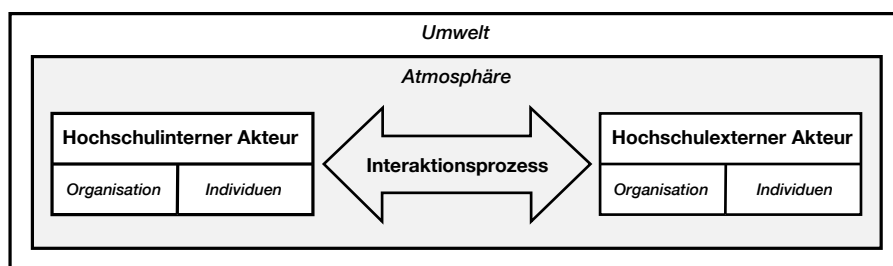 Umwelt
Atmosphäre
Hochschulinterner Akteur
Organisation
Individuen
Interaktionsprozess
Hochschulexterner Akteur
Organisation
Individuen